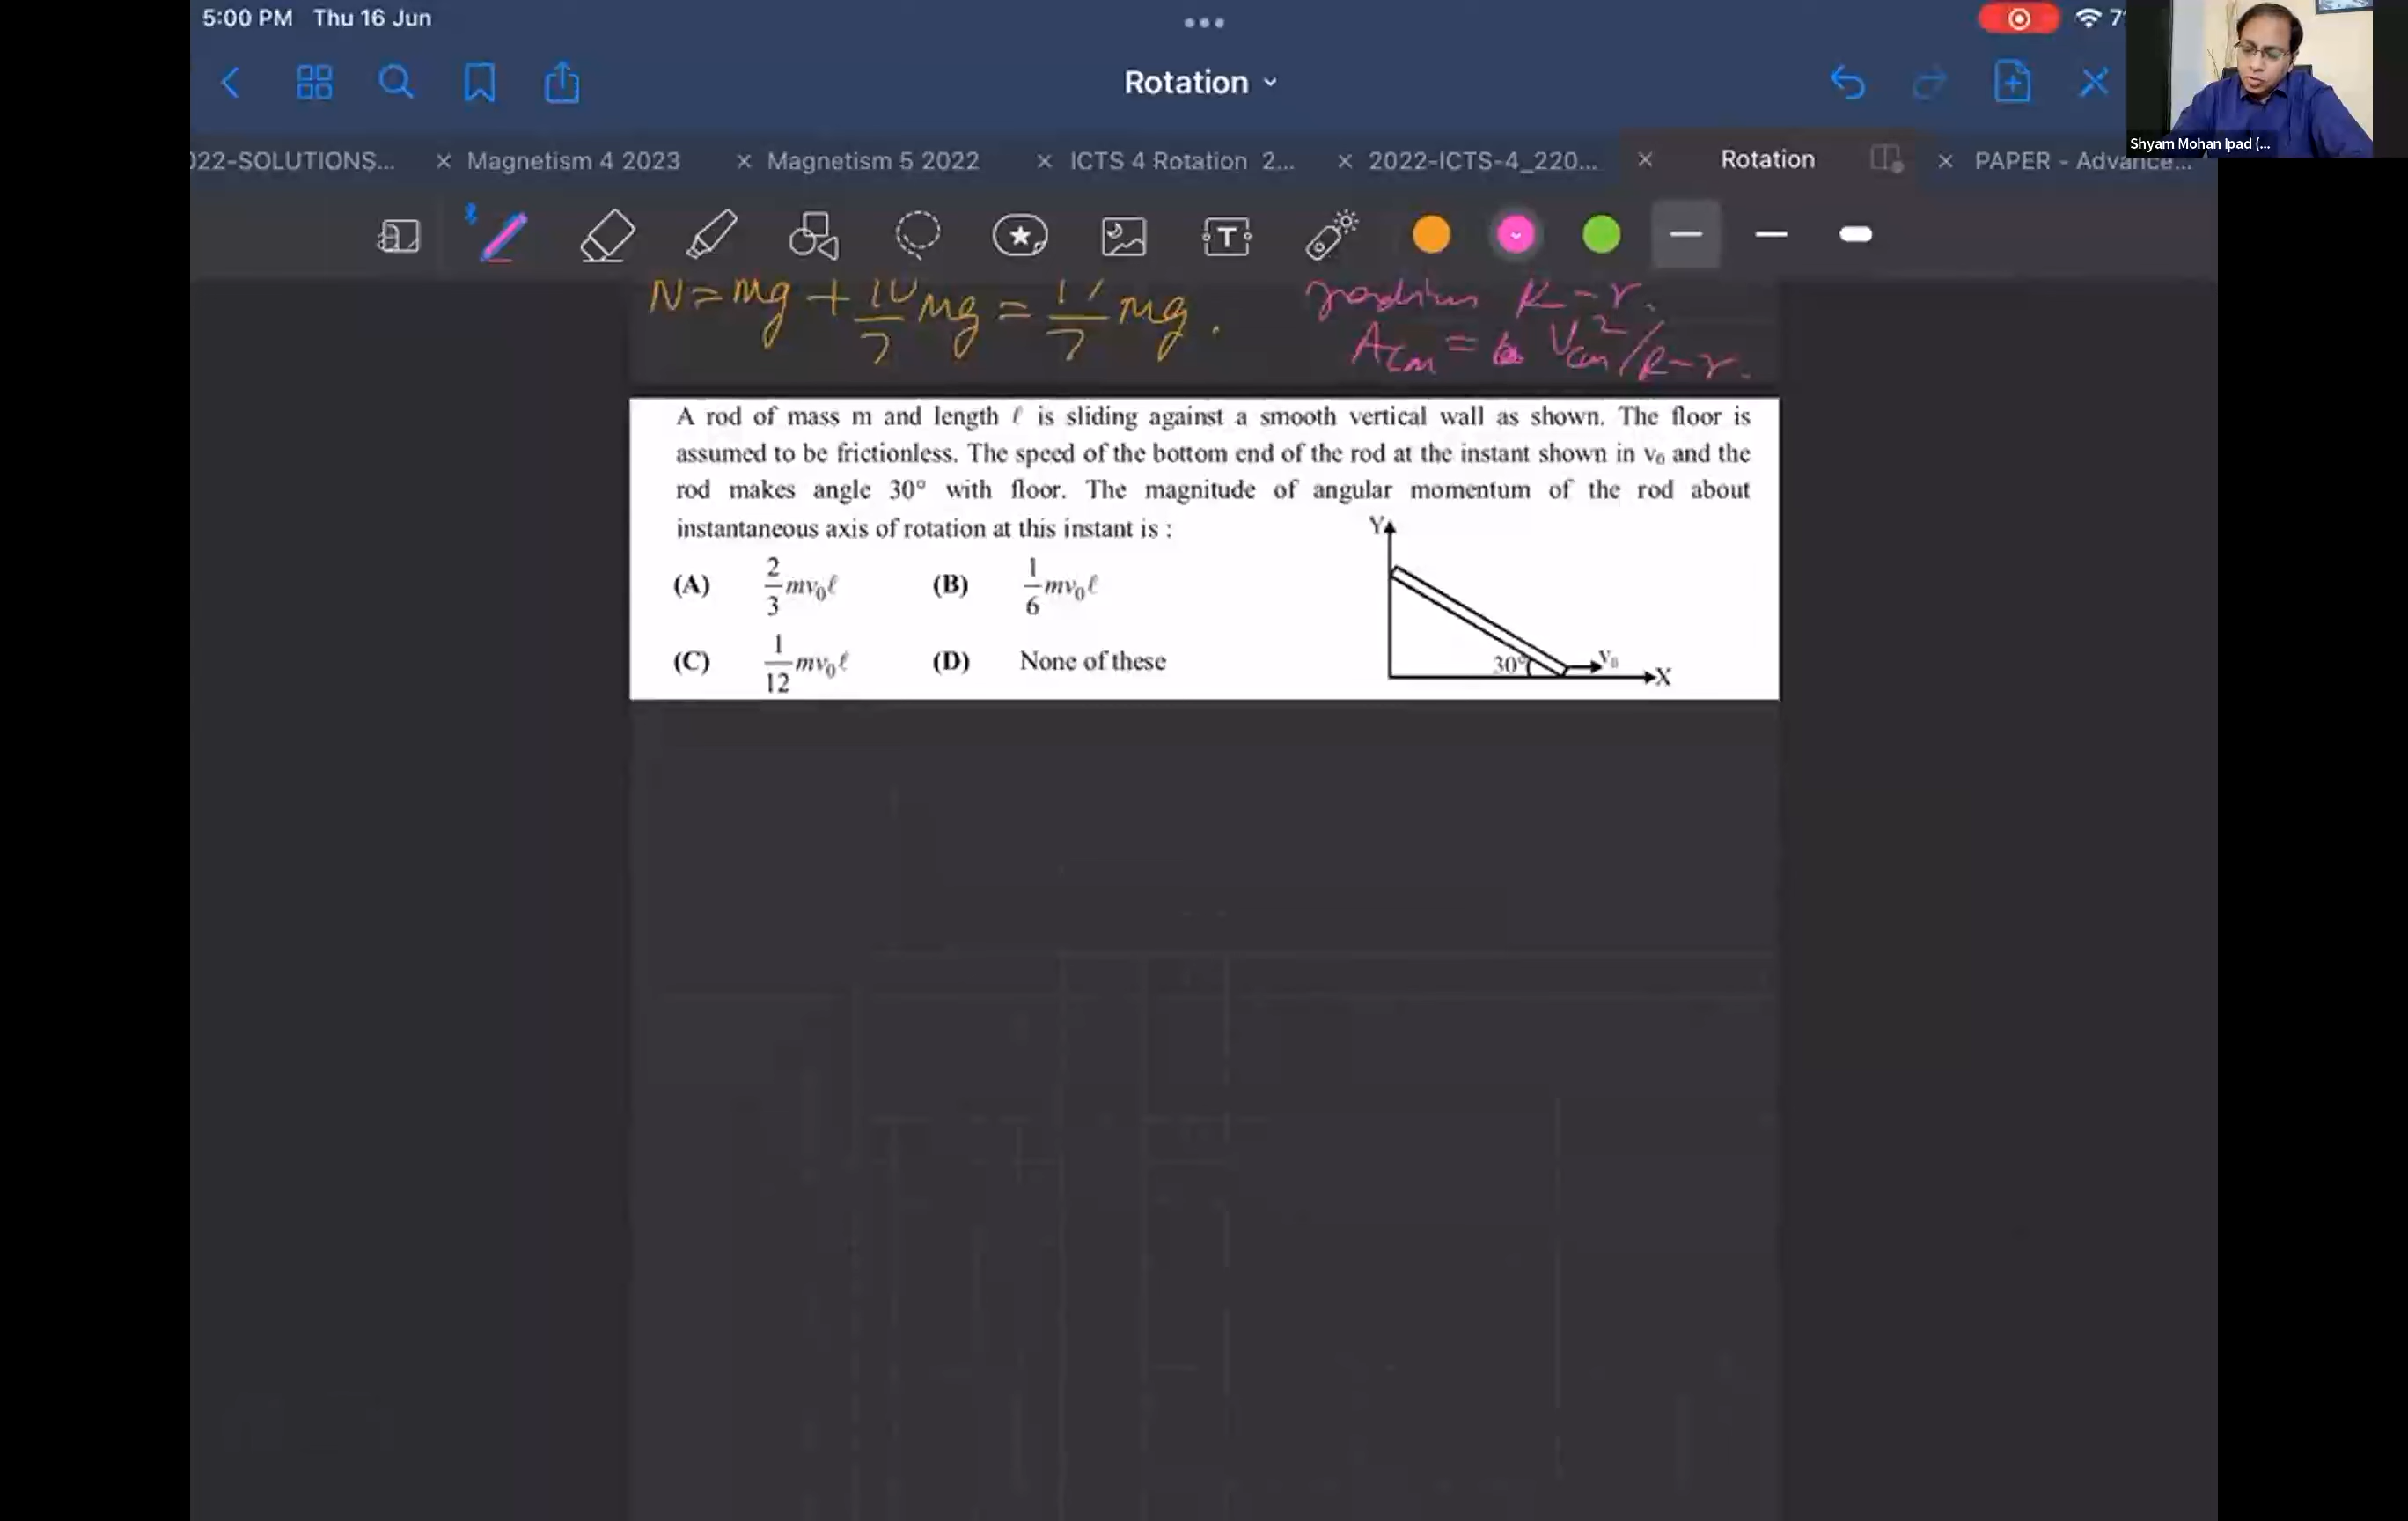 5:00 PM Thu 16 Jun
Rotation
022-SOLUTIONS... × Magnetism 4 2023 × Magnetism 5 2022 × ICTS 4 Rotation 2... × 2022-ICTS-4_220... × Rotation × PAPER - Advance...
Shyam Mohan Ipad (...
T
N = mg + 10/7 mg = 17/7 mg.
radius R-r.
Acm = Vcm²/R-r.
A rod of mass m and length ℓ is sliding against a smooth vertical wall as shown. The floor is
assumed to be frictionless. The speed of the bottom end of the rod at the instant shown in v₀ and the
rod makes angle 30° with floor. The magnitude of angular momentum of the rod about
instantaneous axis of rotation at this instant is :
(A) 2/3 mv₀ℓ (B) 1/6 mv₀ℓ
(C) 1/12 mv₀ℓ (D) None of these
Y
30° v₀
X